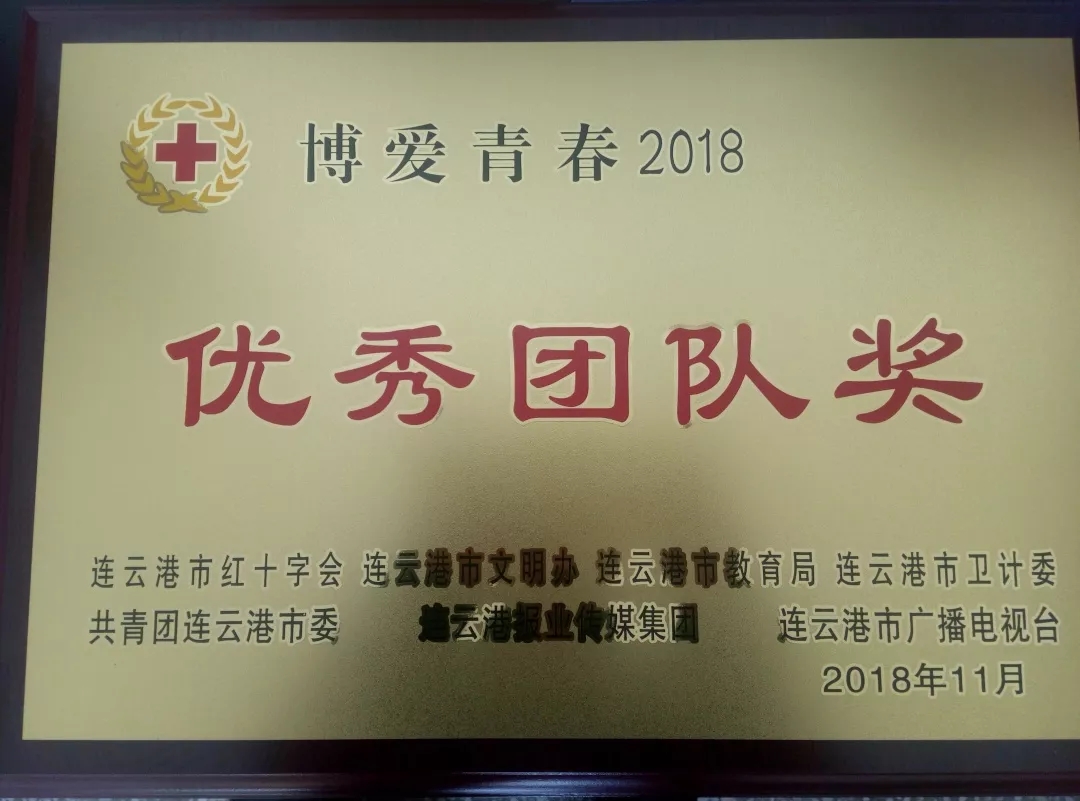 博爱青春2018
优秀团队奖
连云港市红十字会 连云港市文明办 连云港市教育局 连云港市卫计委
共青团连云港市委 连云港报业传媒集团 连云港市广播电视台
2018年11月